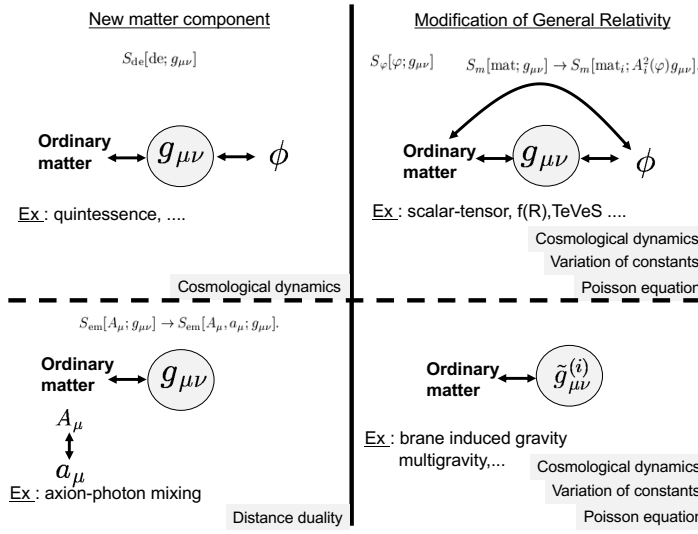 New matter component
S_de[de; g_μν]
Ordinary
matter
g_μν
ϕ
Ex : quintessence, ....
Cosmological dynamics
Modification of General Relativity
S_φ[φ; g_μν] S_m[mat; g_μν] → S_m[mat_i; A_i^2(φ)g_μν].
Ordinary
matter
g_μν
ϕ
Ex : scalar-tensor, f(R),TeVeS ....
Cosmological dynamics
Variation of constants
Poisson equation
S_em[A_μ; g_μν] → S_em[A_μ, a_μ; g_μν].
Ordinary
matter
g_μν
A_μ
a_μ
Ex : axion-photon mixing
Distance duality
Ordinary
matter
g̃_μν^(i)
Ex : brane induced gravity
multigravity,...
Cosmological dynamics
Variation of constants
Poisson equation